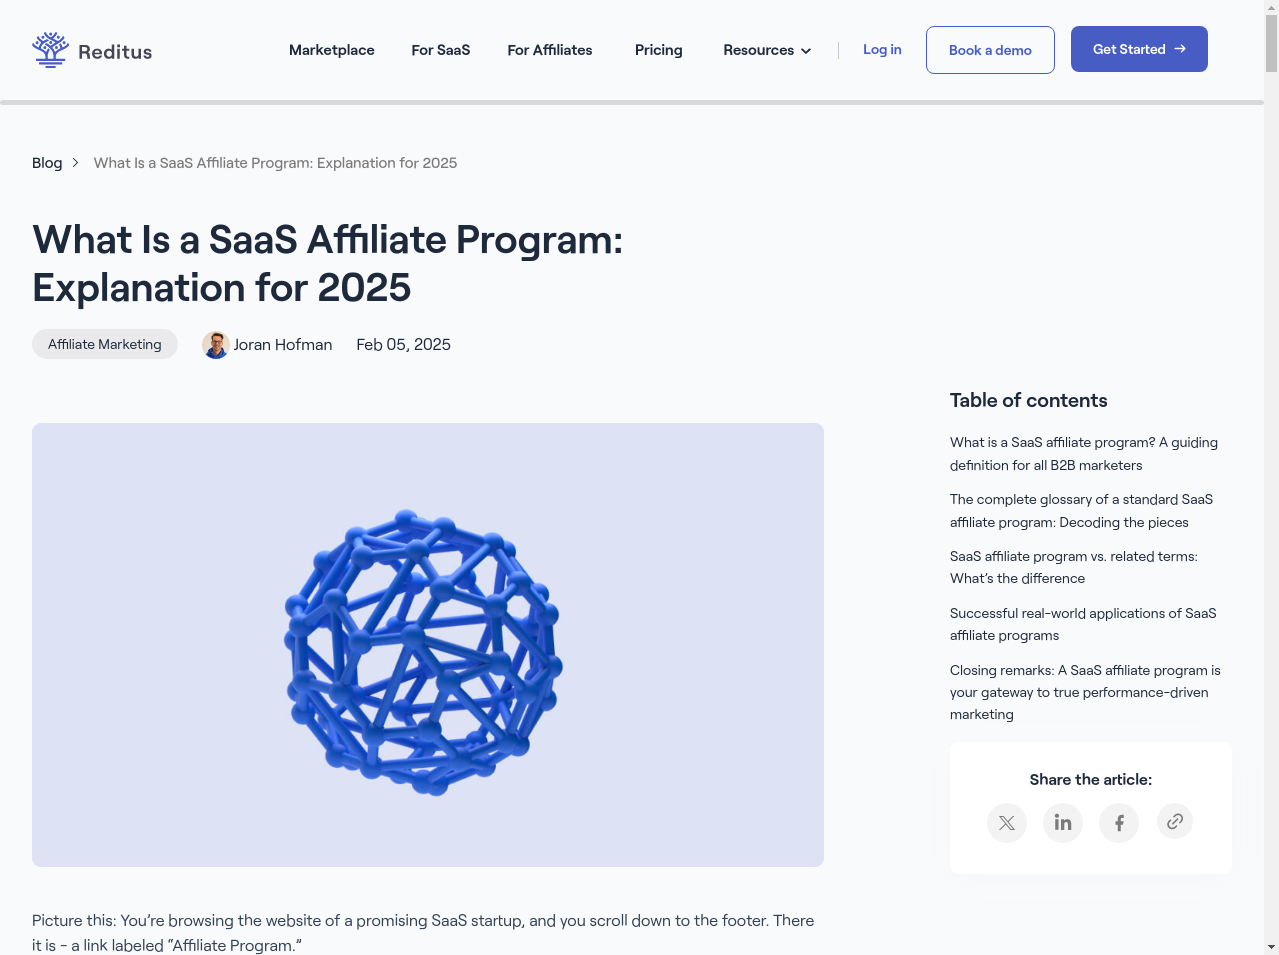 Reditus
Marketplace
For SaaS
For Affiliates
Pricing
Resources
Log in
Book a demo
Get Started
Blog
What Is a SaaS Affiliate Program: Explanation for 2025
What Is a SaaS Affiliate Program:
Explanation for 2025
Affiliate Marketing
Joran Hofman
Feb 05, 2025
Table of contents
What is a SaaS affiliate program? A guiding
definition for all B2B marketers
The complete glossary of a standard SaaS
affiliate program: Decoding the pieces
SaaS affiliate program vs. related terms:
What’s the difference
Successful real-world applications of SaaS
affiliate programs
Closing remarks: A SaaS affiliate program is
your gateway to true performance-driven
marketing
Share the article:
Picture this: You’re browsing the website of a promising SaaS startup, and you scroll down to the footer. There
it is - a link labeled “Affiliate Program.”